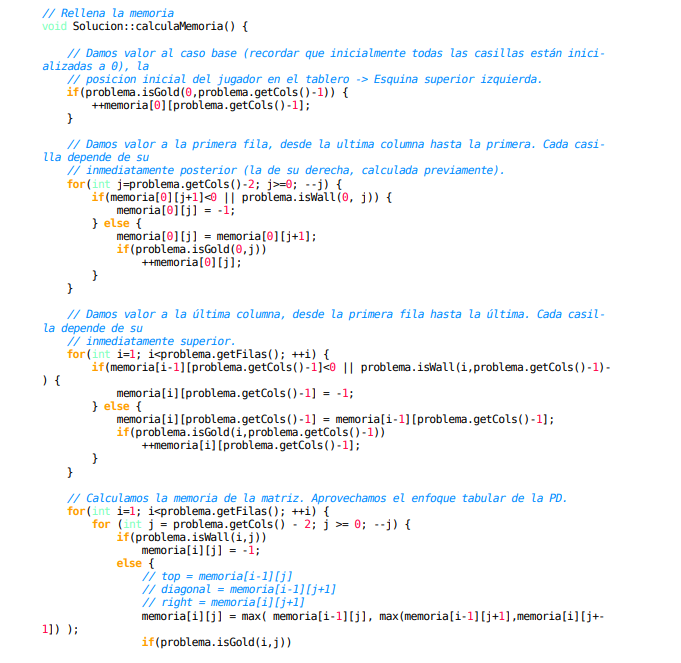 // Rellena la memoria
void Solucion::calculaMemoria() {
// Damos valor al caso base (recordar que inicialmente todas las casillas están inici-
alizadas a 0), la
// posicion inicial del jugador en el tablero -> Esquina superior izquierda.
if(problema.isGold(0,problema.getCols()-1)) {
++memoria[0][problema.getCols()-1];
}
// Damos valor a la primera fila, desde la ultima columna hasta la primera. Cada casi-
lla depende de su
// inmediatamente posterior (la de su derecha, calculada previamente).
for(int j=problema.getCols()-2; j>=0; --j) {
if(memoria[0][j+1]<0 || problema.isWall(0, j)) {
memoria[0][j] = -1;
} else {
memoria[0][j] = memoria[0][j+1];
if(problema.isGold(0,j))
++memoria[0][j];
}
}
// Damos valor a la última columna, desde la primera fila hasta la última. Cada casil-
la depende de su
// inmediatamente superior.
for(int i=1; i<problema.getFilas(); ++i) {
if(memoria[i-1][problema.getCols()-1]<0 || problema.isWall(i,problema.getCols()-1)-
) {
memoria[i][problema.getCols()-1] = -1;
} else {
memoria[i][problema.getCols()-1] = memoria[i-1][problema.getCols()-1];
if(problema.isGold(i,problema.getCols()-1))
++memoria[i][problema.getCols()-1];
}
}
// Calculamos la memoria de la matriz. Aprovechamos el enfoque tabular de la PD.
for(int i=1; i<problema.getFilas(); ++i) {
for (int j = problema.getCols() - 2; j >= 0; --j) {
if(problema.isWall(i,j))
memoria[i][j] = -1;
else {
// top = memoria[i-1][j]
// diagonal = memoria[i-1][j+1]
// right = memoria[i][j+1]
memoria[i][j] = max( memoria[i-1][j], max(memoria[i-1][j+1],memoria[i][j+-
1]) );
if(problema.isGold(i,j))